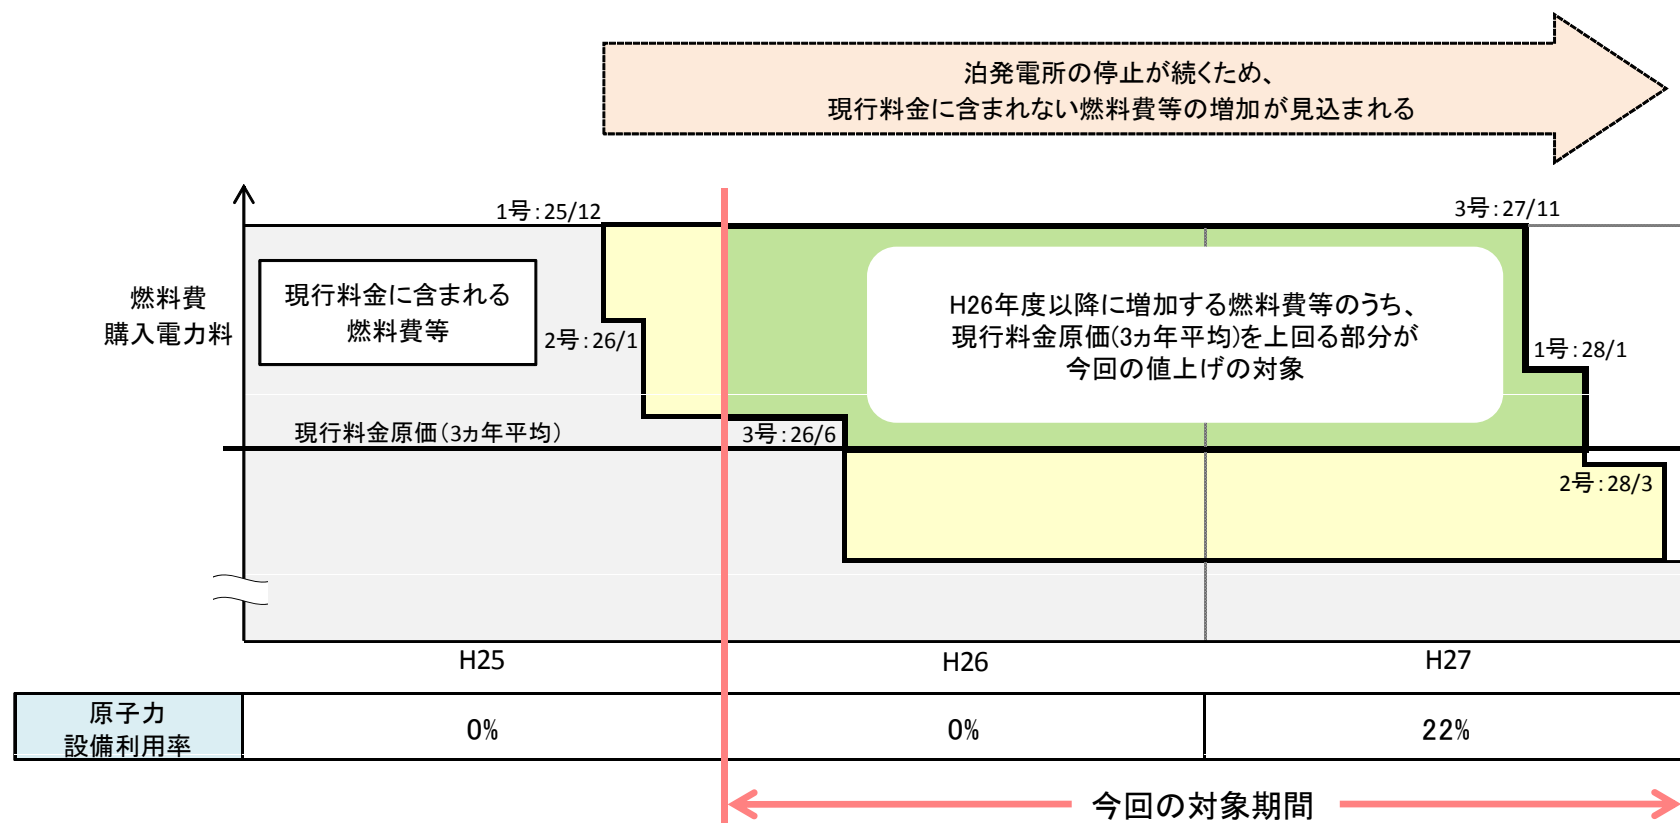 泊発電所の停止が続くため、
現行料金に含まれない燃料費等の増加が見込まれる
1号：25/12
3号：27/11
燃料費
購入電力料
現行料金に含まれる
燃料費等
2号：26/1
H26年度以降に増加する燃料費等のうち、
現行料金原価(3ヵ年平均)を上回る部分が
今回の値上げの対象
1号：28/1
現行料金原価（3ヵ年平均）
3号：26/6
2号：28/3
H25
H26
H27
原子力
設備利用率
0%
0%
22%
今回の対象期間